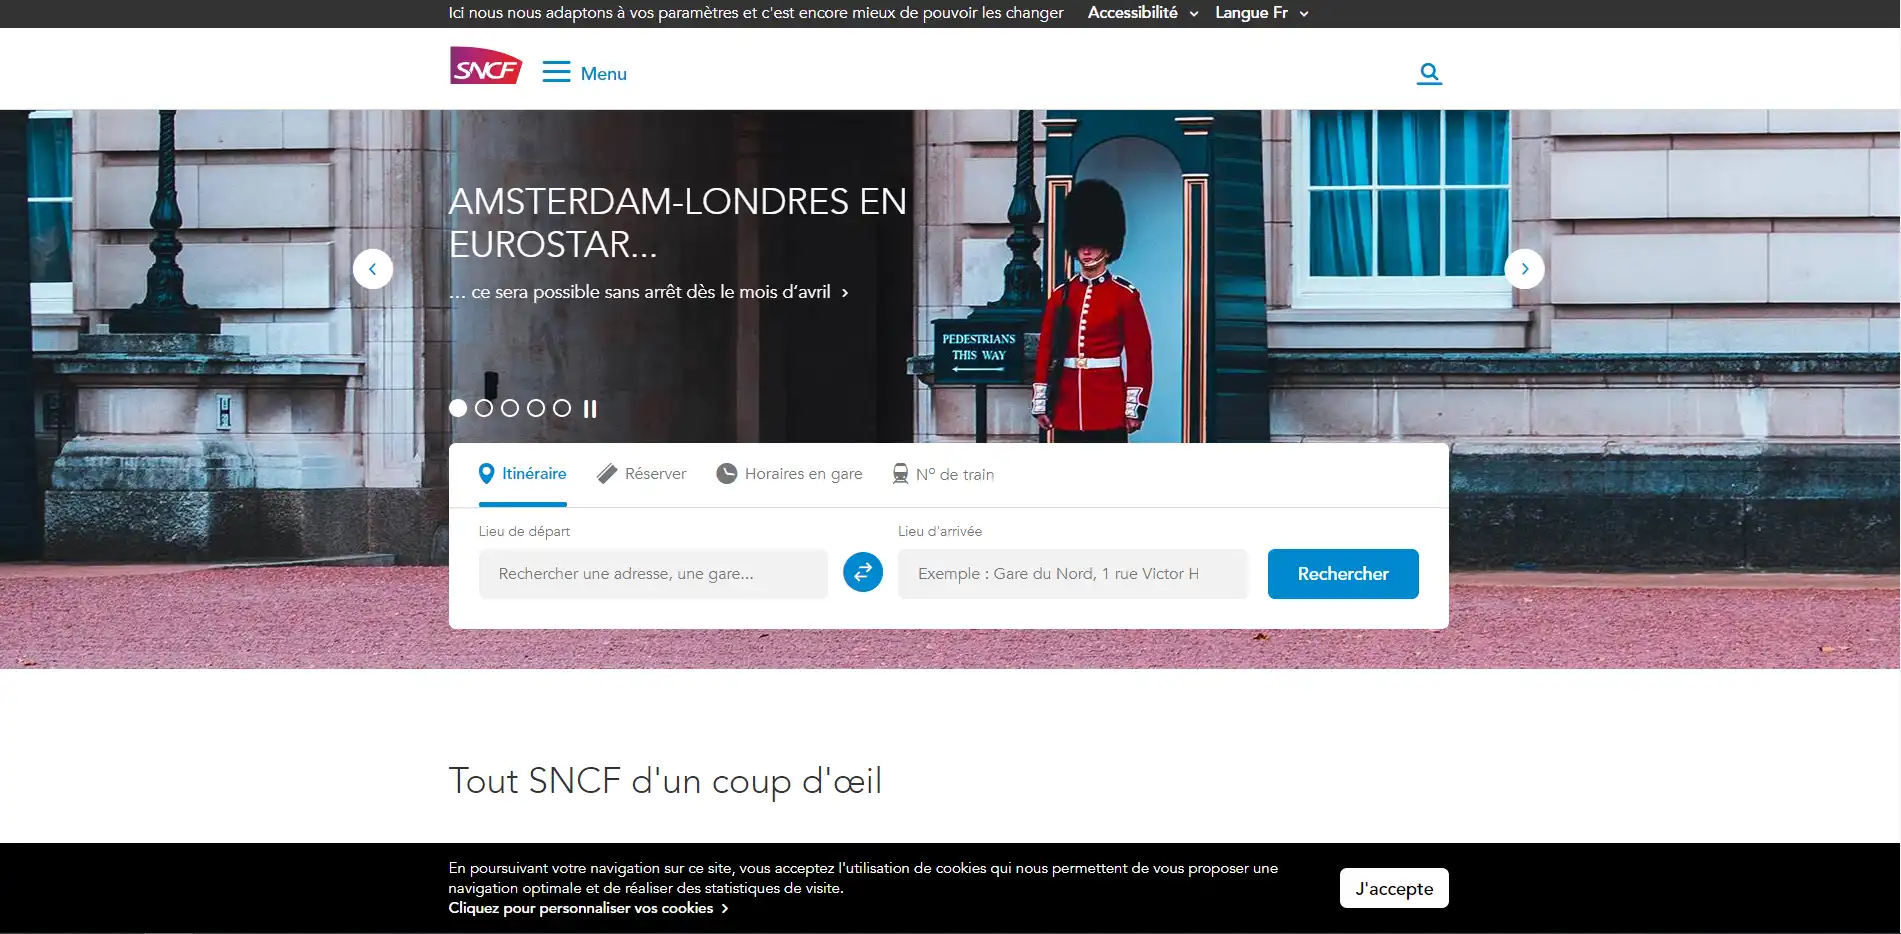 Ici nous nous adaptons à vos paramètres et c'est encore mieux de pouvoir les changer Accessibilité Langue Fr
SNCF Menu
AMSTERDAM-LONDRES EN
EUROSTAR...
... ce sera possible sans arrêt dès le mois d’avril
PEDESTRIANS
THIS WAY
Itinéraire Réserver Horaires en gare N° de train
Lieu de départ Lieu d'arrivée
Rechercher une adresse, une gare... Exemple : Gare du Nord, 1 rue Victor H Rechercher
Tout SNCF d'un coup d'œil
En poursuivant votre navigation sur ce site, vous acceptez l'utilisation de cookies qui nous permettent de vous proposer une
navigation optimale et de réaliser des statistiques de visite.
J'accepte
Cliquez pour personnaliser vos cookies